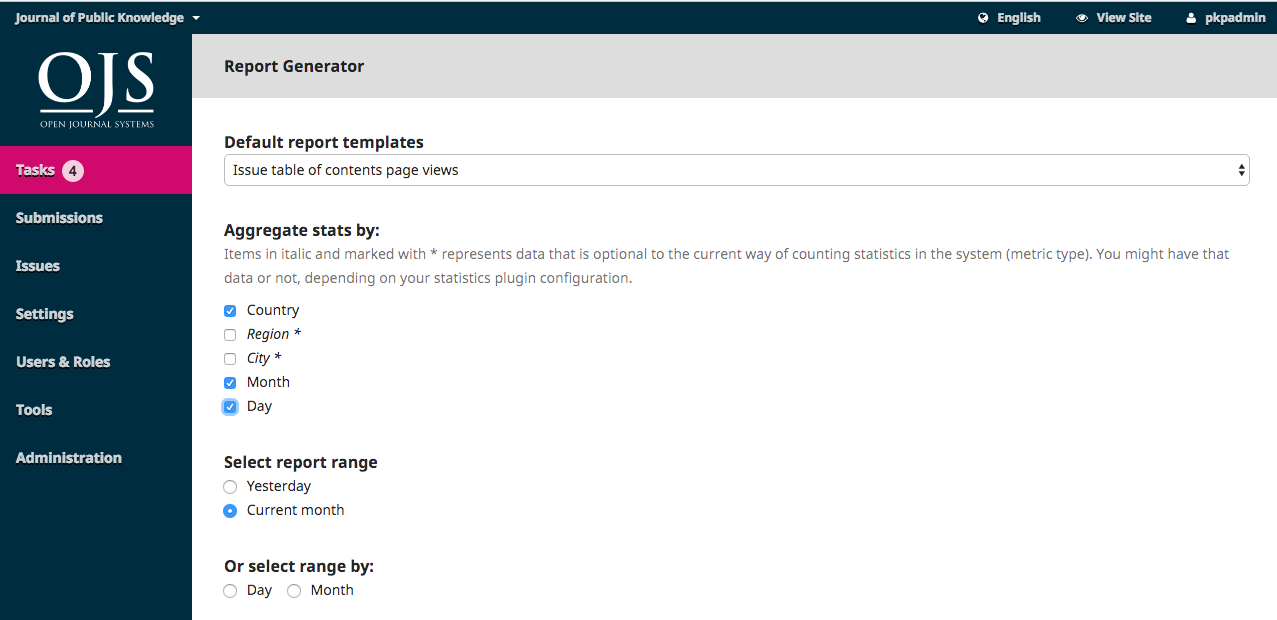 Journal of Public Knowledge
English
View Site
pkpadmin
OJS
OPEN JOURNAL SYSTEMS
Tasks 4
Submissions
Issues
Settings
Users & Roles
Tools
Administration
Report Generator
Default report templates
Issue table of contents page views
Aggregate stats by:
Items in italic and marked with * represents data that is optional to the current way of counting statistics in the system (metric type). You might have that
data or not, depending on your statistics plugin configuration.
Country
Region *
City *
Month
Day
Select report range
Yesterday
Current month
Or select range by:
Day Month